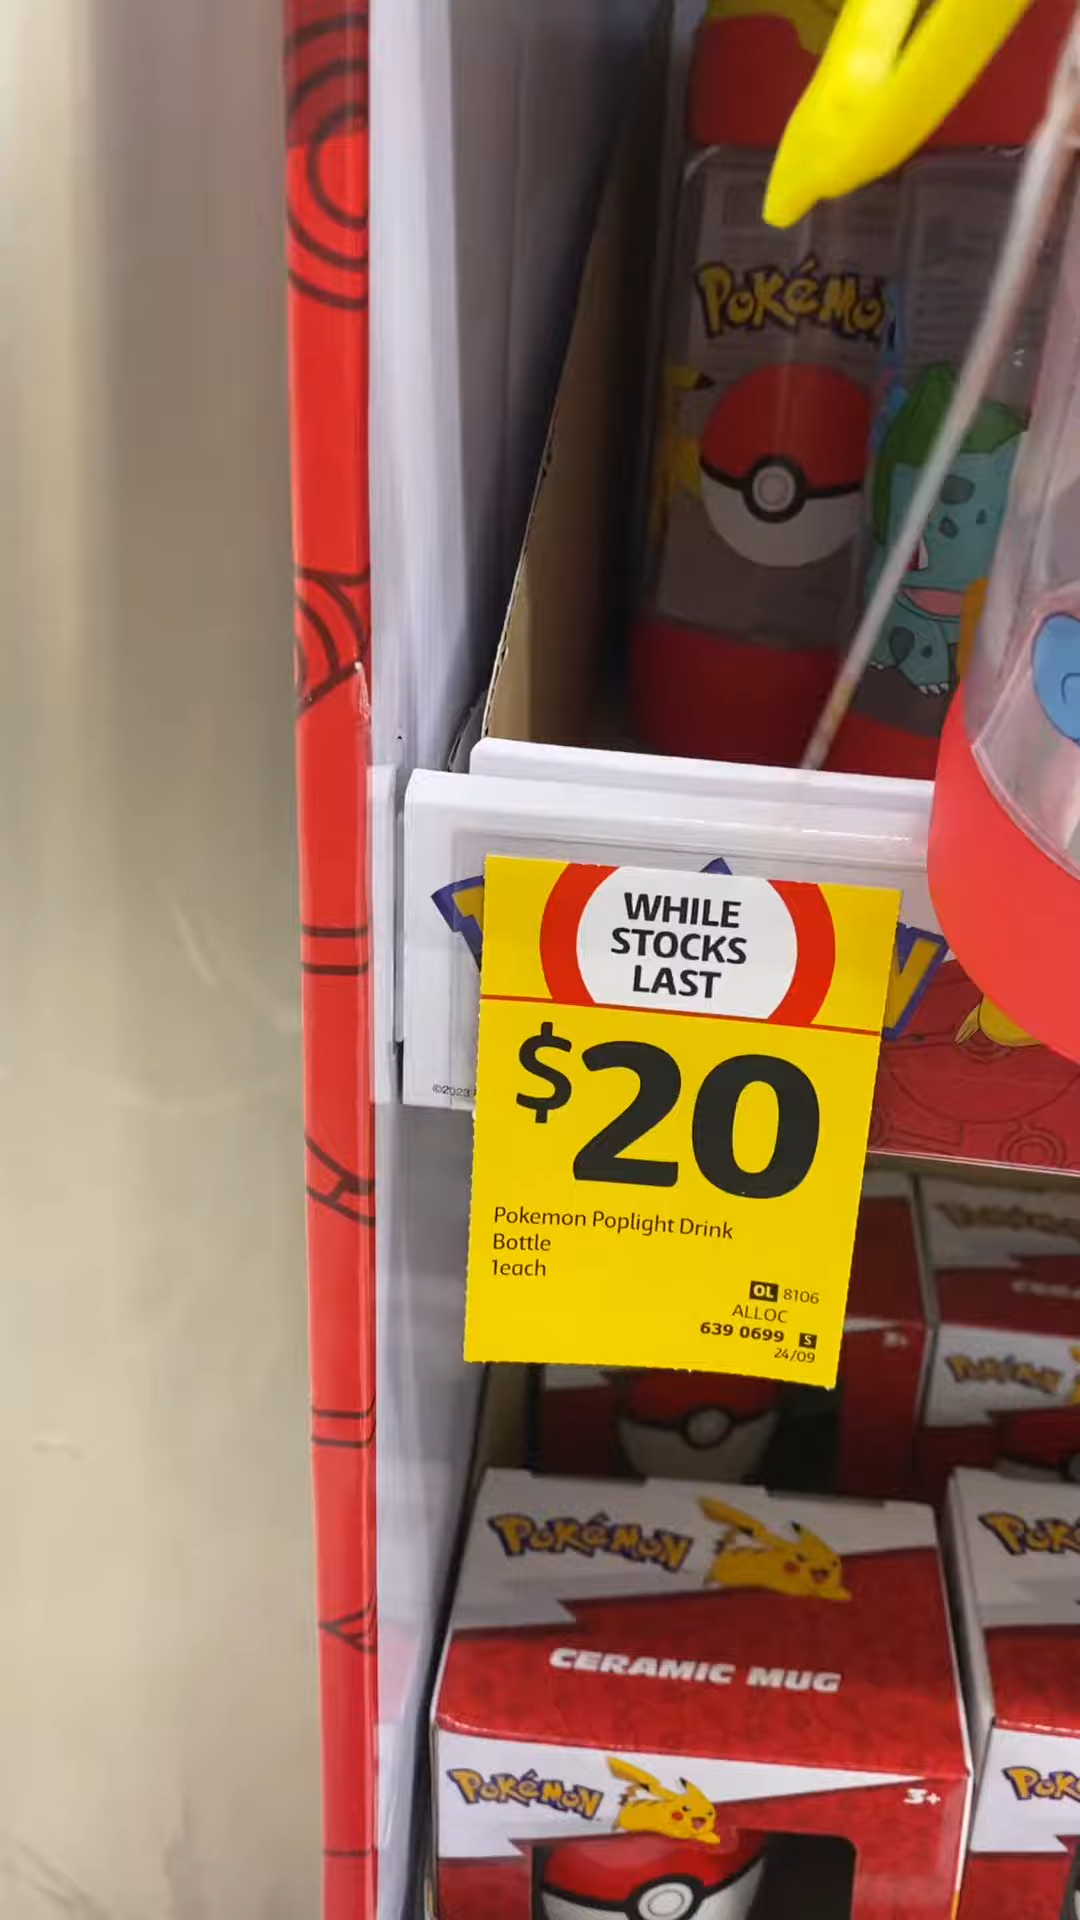 POKÉMON
WHILE
STOCKS
LAST
$20
©2023
Pokemon Poplight Drink
Bottle
1each
OL 8106
ALLOC
639 0699 S
24/09
POKÉMON
POKÉMON
CERAMIC MUG
POKÉMON
3+